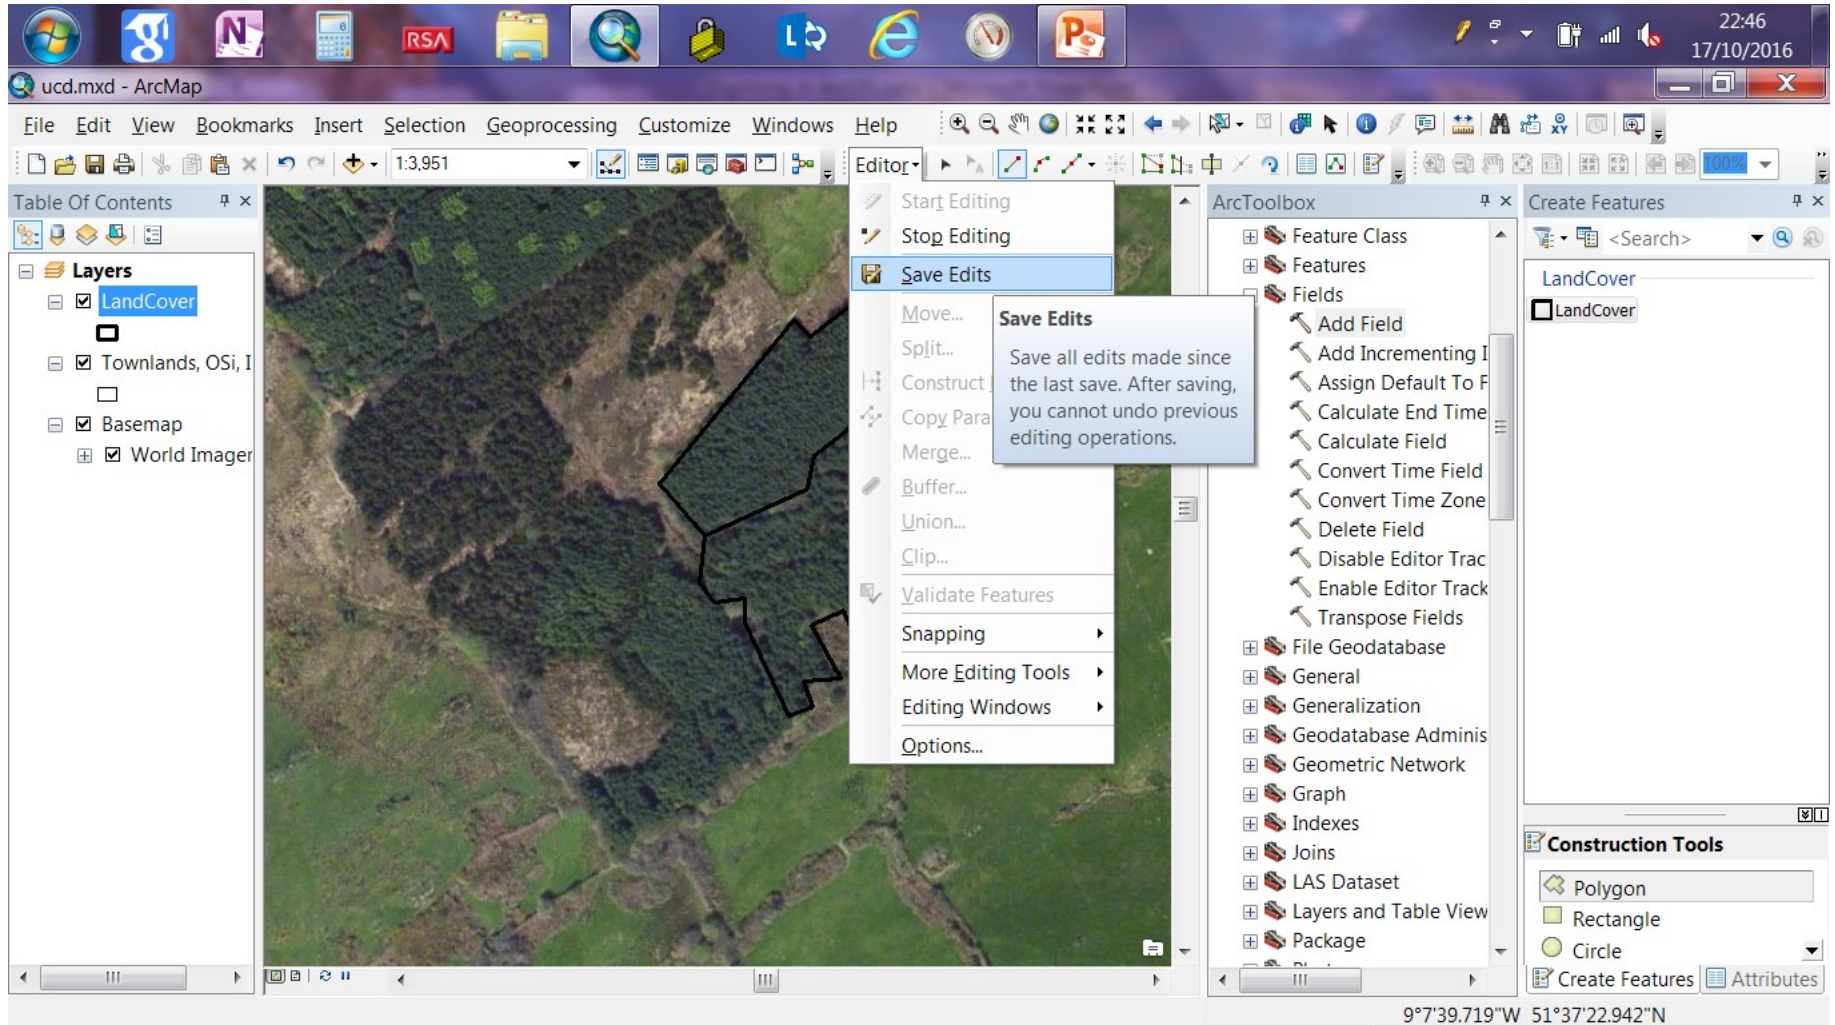 RSA
22:46
17/10/2016
ucd.mxd - ArcMap
File Edit View Bookmarks Insert Selection Geoprocessing Customize Windows Help
1:3,951
Editor
100%
Table Of Contents
Layers
LandCover
Townlands, OSi, I
Basemap
World Imager
Start Editing
Stop Editing
Save Edits
Move...
Split...
Construct
Copy Para
Merge...
Buffer...
Union...
Clip...
Validate Features
Snapping
More Editing Tools
Editing Windows
Options...
Save Edits
Save all edits made since
the last save. After saving,
you cannot undo previous
editing operations.
ArcToolbox
Feature Class
Features
Fields
Add Field
Add Incrementing I
Assign Default To F
Calculate End Time
Calculate Field
Convert Time Field
Convert Time Zone
Delete Field
Disable Editor Trac
Enable Editor Track
Transpose Fields
File Geodatabase
General
Generalization
Geodatabase Adminis
Geometric Network
Graph
Indexes
Joins
LAS Dataset
Layers and Table View
Package
Create Features
<Search>
LandCover
LandCover
Construction Tools
Polygon
Rectangle
Circle
Create Features Attributes
9°7'39.719"W 51°37'22.942"N